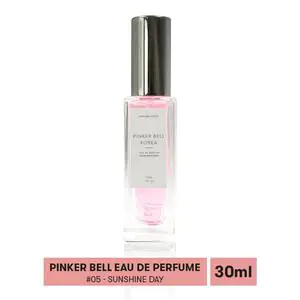 PINKER BELL
KOREA
PINKER BELL EAU DE PERFUME
#05 - SUNSHINE DAY
30ml